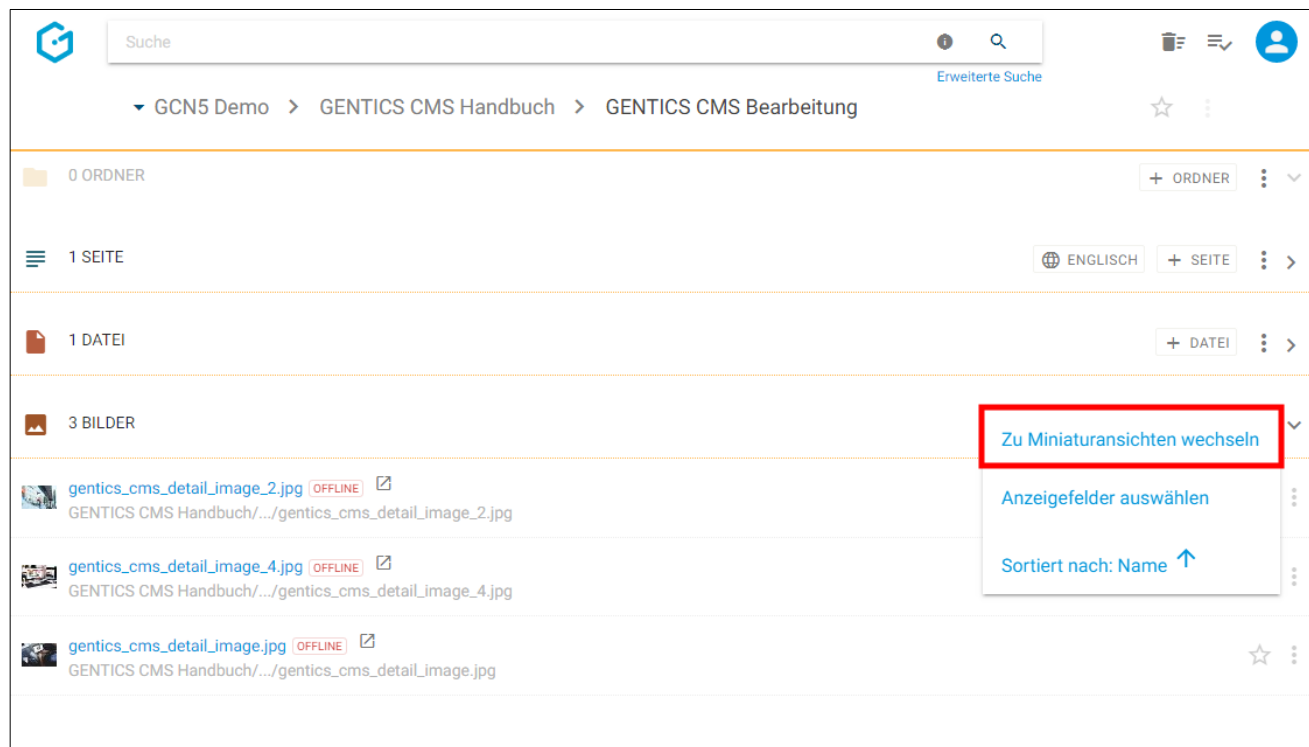 Suche
Erweiterte Suche
GCN5 Demo > GENTICS CMS Handbuch > GENTICS CMS Bearbeitung
0 ORDNER
+ ORDNER
1 SEITE
ENGLISCH + SEITE
1 DATEI
+ DATEI
3 BILDER
Zu Miniaturansichten wechseln
gentics_cms_detail_image_2.jpg OFFLINE
GENTICS CMS Handbuch/.../gentics_cms_detail_image_2.jpg
Anzeigefelder auswählen
gentics_cms_detail_image_4.jpg OFFLINE
GENTICS CMS Handbuch/.../gentics_cms_detail_image_4.jpg
Sortiert nach: Name
gentics_cms_detail_image.jpg OFFLINE
GENTICS CMS Handbuch/.../gentics_cms_detail_image.jpg